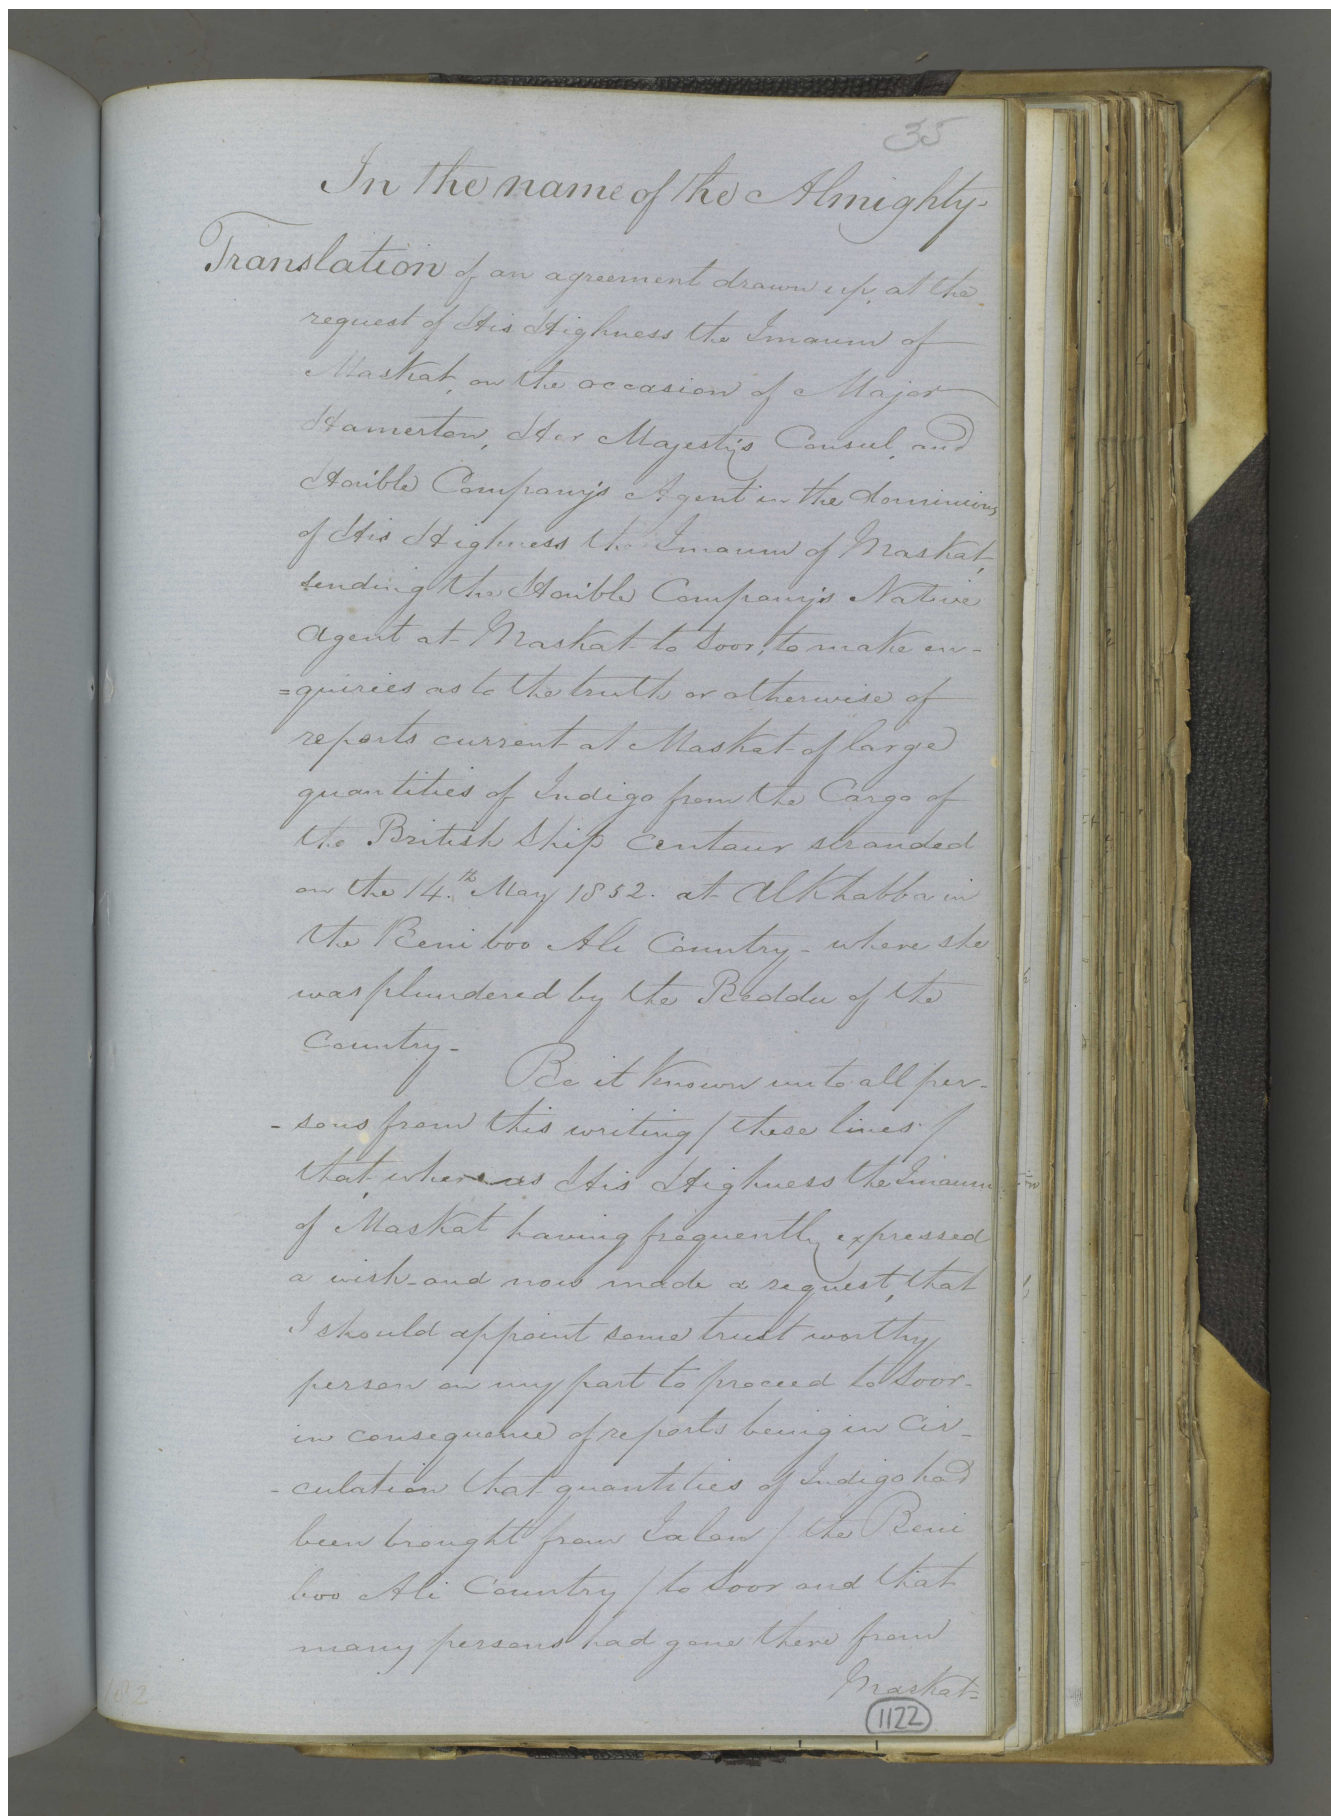 35
In the name of the Almighty-
Translation of an agreement drawn up, at the
request of His Highness the Imaum of
Maskat, on the occasion of Major
Hamerton, Her Majesty's Consul, and
Honible Company's Agent in the dominions
of His Highness the Imaum of Maskat,
sending the Honible Company's Native
Agent at Maskat to Soor, to make en-
=quiries as to the truth or otherwise of
reports current at Maskat of large
quantities of Indigo from the Cargo of
the British Ship Centaur stranded
on the 14.th May 1852. at Al Khabba in
the Beni boo Ali Country - where she
was plundered by the Beddu of the
Country-
Be it Known unto all per-
-sons from this writing / these lines /
that, whereas His Highness the Imaum
of Maskat having frequently expressed
a wish-and now made a request, that
I should appoint some trust worthy
person on my part to proceed to Soor-
in consequence of reports being in Cir-
-culation that quantities of Indigo had
been brought from Jalan / the Beni
boo Ali Country / to Soor and that
many persons had gone there from
Maskat-
1122